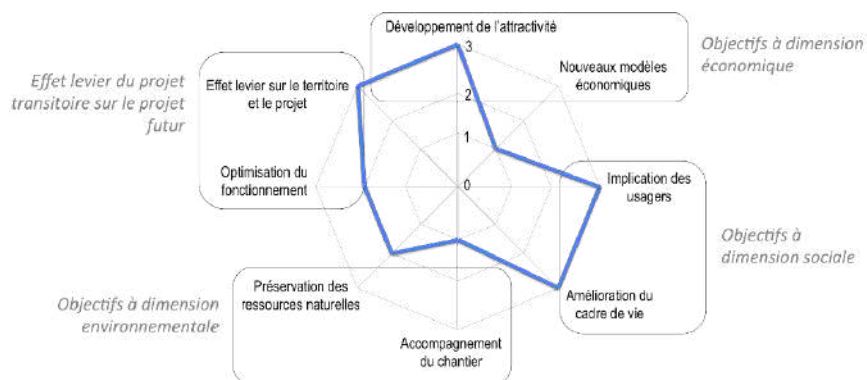 Développement de l'attractivité
Objectifs à dimension
économique
Nouveaux modèles
économiques
Effet levier du projet
transitoire sur le projet
futur
Effet levier sur le territoire
et le projet
Optimisation du
fonctionnement
3
2
1
0
Implication des
usagers
Objectifs à
dimension sociale
Amélioration du
cadre de vie
Préservation des
ressources naturelles
Objectifs à dimension
environnementale
Accompagnement
du chantier